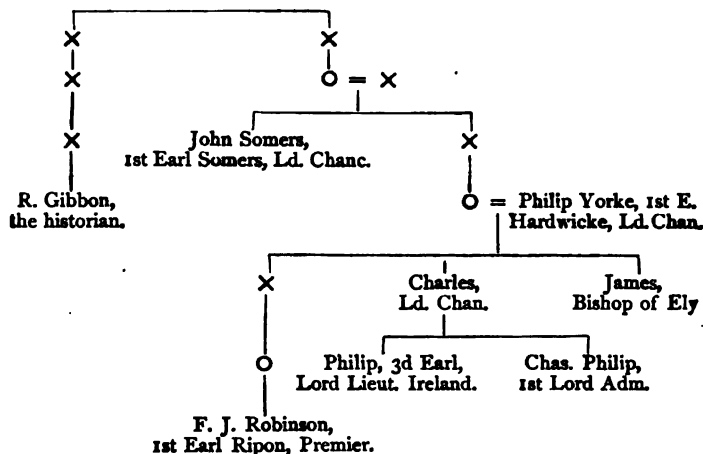 John Somers,
1st Earl Somers, Ld. Chanc.
R. Gibbon,
the historian.
Philip Yorke, 1st E.
Hardwicke, Ld. Chan.
Charles,
Ld. Chan.
James,
Bishop of Ely
Philip, 3d Earl,
Lord Lieut. Ireland.
Chas. Philip,
1st Lord Adm.
F. J. Robinson,
1st Earl Ripon, Premier.